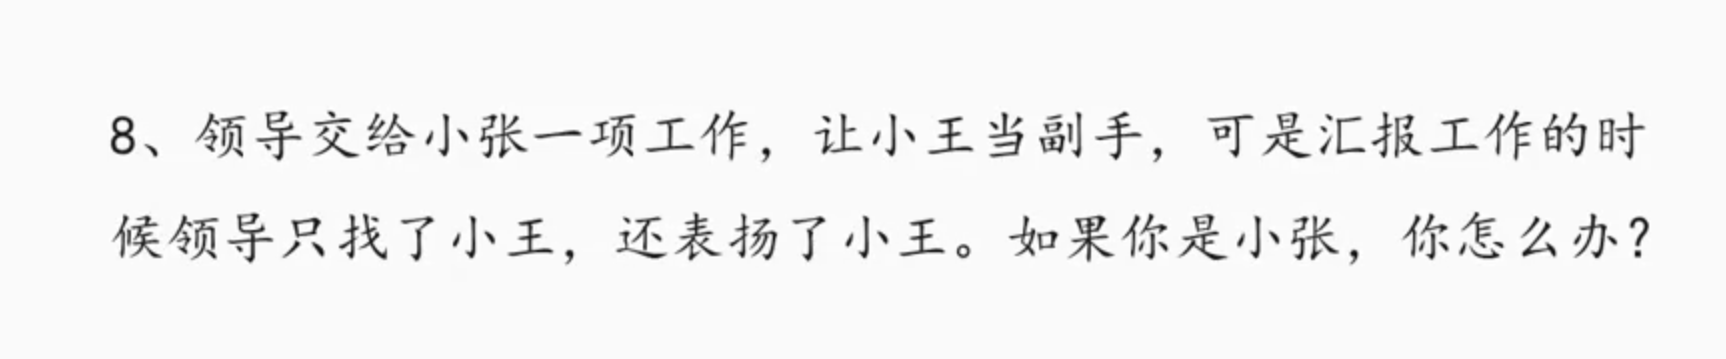 8、领导交给小张一项工作，让小王当副手，可是汇报工作的时
候领导只找了小王，还表扬了小王。如果你是小张，你怎么办?